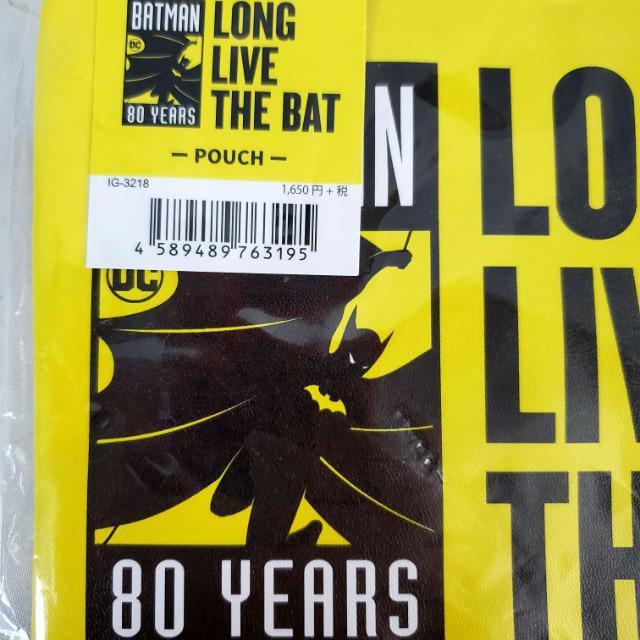 BATMAN
DC
80 YEARS
LONG
LIVE
THE BAT
— POUCH —
IG-3218
1,650円+税
4 589489 763195
N
DC
80 YEARS
LO
LIV
TH